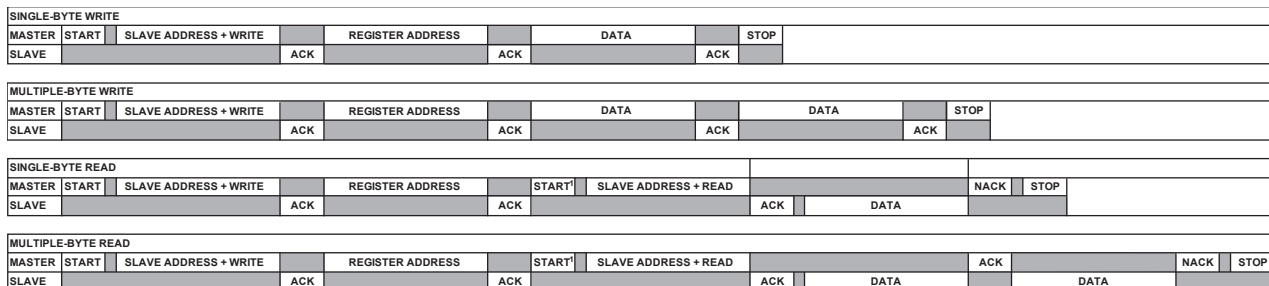 SINGLE-BYTE WRITE
MASTER START SLAVE ADDRESS + WRITE REGISTER ADDRESS DATA STOP
SLAVE ACK ACK ACK
MULTIPLE-BYTE WRITE
MASTER START SLAVE ADDRESS + WRITE REGISTER ADDRESS DATA DATA STOP
SLAVE ACK ACK ACK ACK
SINGLE-BYTE READ
MASTER START SLAVE ADDRESS + WRITE REGISTER ADDRESS START¹ SLAVE ADDRESS + READ NACK STOP
SLAVE ACK ACK ACK DATA
MULTIPLE-BYTE READ
MASTER START SLAVE ADDRESS + WRITE REGISTER ADDRESS START¹ SLAVE ADDRESS + READ ACK NACK STOP
SLAVE ACK ACK ACK DATA DATA